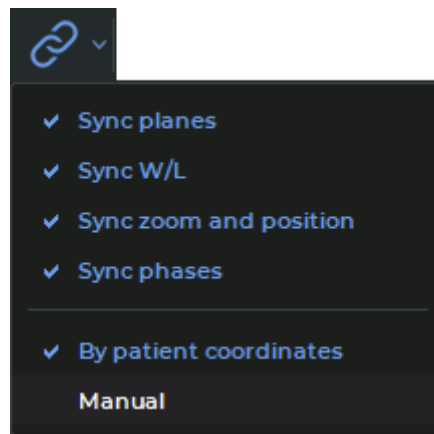 Sync planes
Sync W/L
Sync zoom and position
Sync phases
By patient coordinates
Manual